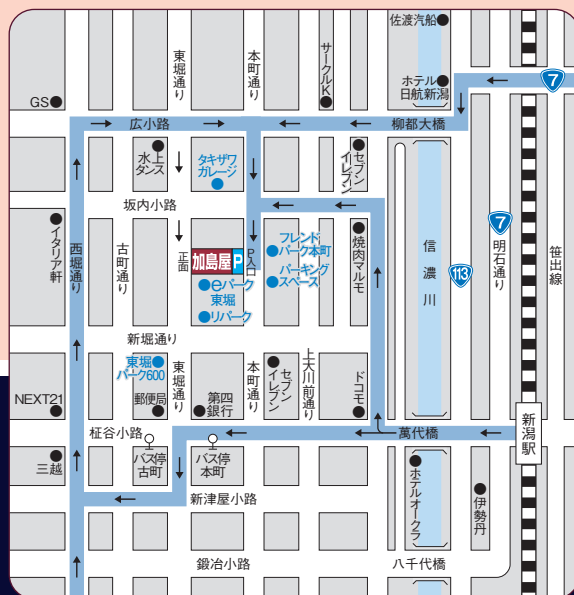 佐渡汽船
東堀通り
本町通り
サークルK
GS
ホテル
日航新潟
7
広小路
柳都大橋
水上
タンス
タキザワ
ガレージ
セブン
イレブン
坂内小路
イタリア軒
西堀通り
古町通り
正面
加島屋
P
P入口
フレンド
パーク本町
パーキング
スペース
焼肉マルモ
信濃川
7
113
明石通り
笹出線
eパーク
東堀
リパーク
新堀通り
東堀
パーク600
郵便局
東堀通り
第四
銀行
本町通り
セブン
イレブン
上大川前通り
ドコモ
NEXT21
柾谷小路
萬代橋
新潟駅
三越
バス停
古町
バス停
本町
ホテルオークラ
伊勢丹
新津屋小路
鍛冶小路
八千代橋